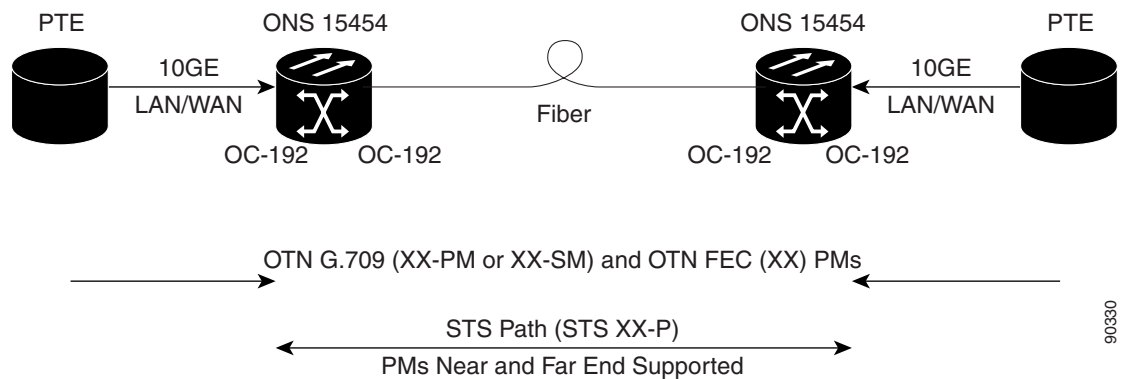 PTE
ONS 15454
ONS 15454
PTE
10GE
LAN/WAN
Fiber
10GE
LAN/WAN
OC-192
OC-192
OC-192
OC-192
OTN G.709 (XX-PM or XX-SM) and OTN FEC (XX) PMs
STS Path (STS XX-P)
PMs Near and Far End Supported
90330